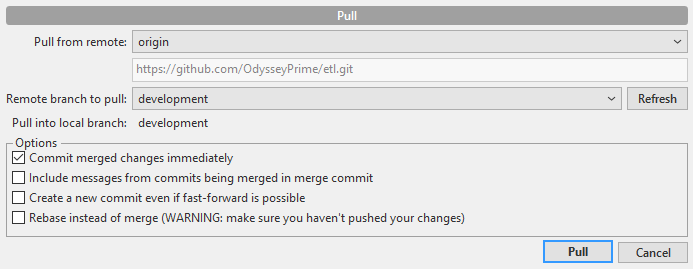 Pull
Pull from remote: origin
https://github.com/OdysseyPrime/etl.git
Remote branch to pull: development Refresh
Pull into local branch: development
Options
Commit merged changes immediately
Include messages from commits being merged in merge commit
Create a new commit even if fast-forward is possible
Rebase instead of merge (WARNING: make sure you haven't pushed your changes)
Pull Cancel